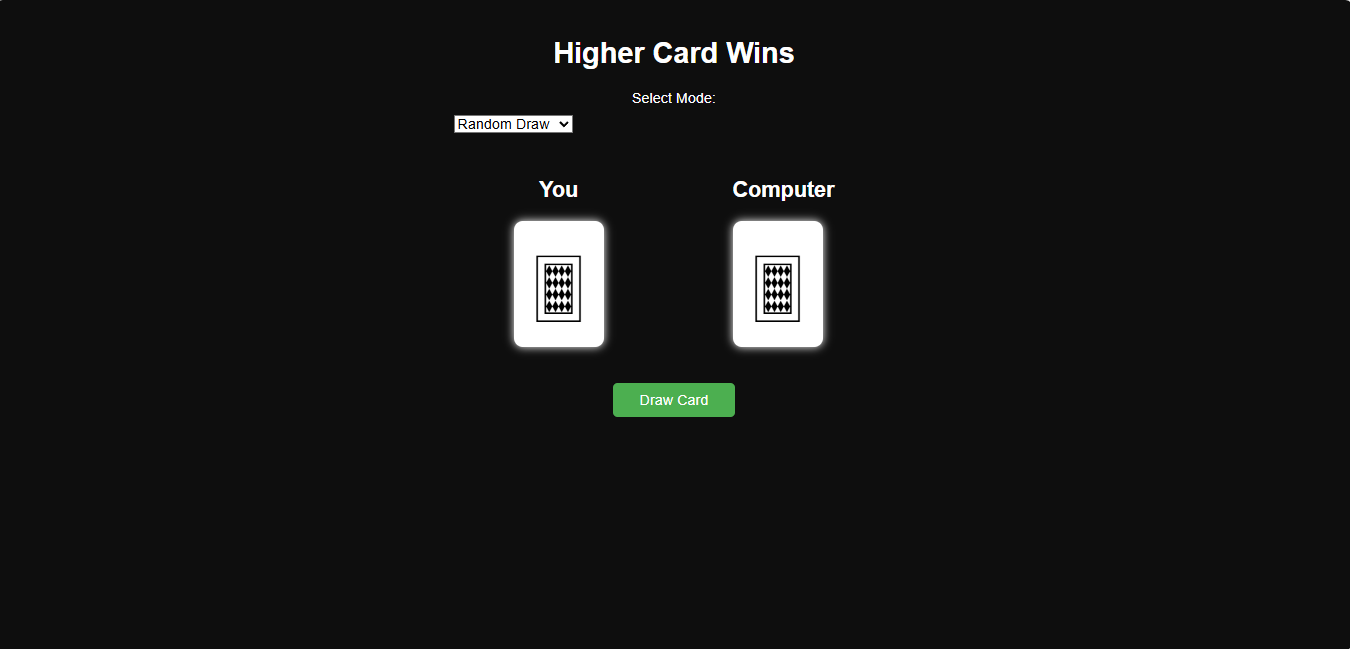 Higher Card Wins
Select Mode:
Random Draw
You Computer
Draw Card